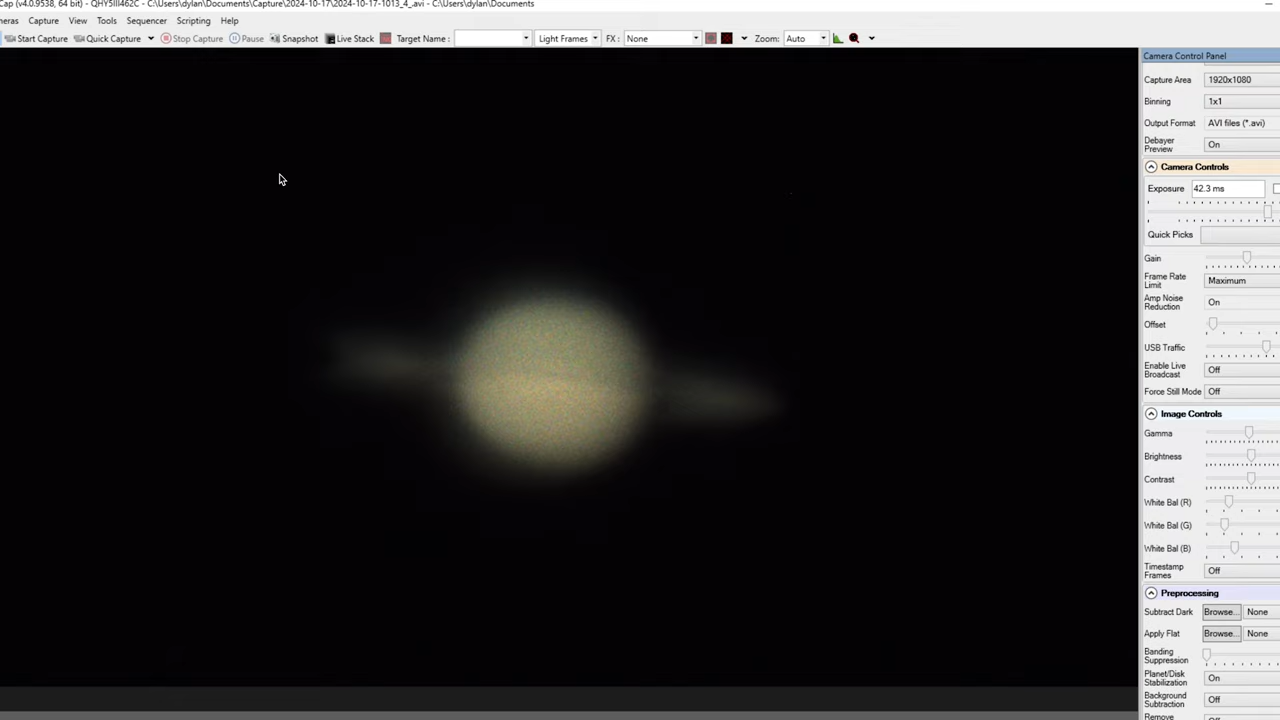 Cap (v4.0.9538, 64 bit) - QHY5III462C - C:\Users\dylan\Documents\Capture\2024-10-17\2024-10-17-1013_4_.avi - C:\Users\dylan\Documents
meras Capture View Tools Sequencer Scripting Help
Start Capture Quick Capture Stop Capture Pause Snapshot Live Stack Target Name : Light Frames FX : None Zoom: Auto
Camera Control Panel
Capture Area 1920x1080
Binning 1x1
Output Format AVI files (*.avi)
Debayer Preview On
Camera Controls
Exposure 42.3 ms
Quick Picks
Gain
Frame Rate Limit Maximum
Amp Noise Reduction On
Offset
USB Traffic
Enable Live Broadcast Off
Force Still Mode Off
Image Controls
Gamma
Brightness
Contrast
White Bal (R)
White Bal (G)
White Bal (B)
Timestamp Frames Off
Preprocessing
Subtract Dark Browse... None
Apply Flat Browse... None
Banding Suppression
Planet/Disk Stabilization On
Background Subtraction Off
Remove